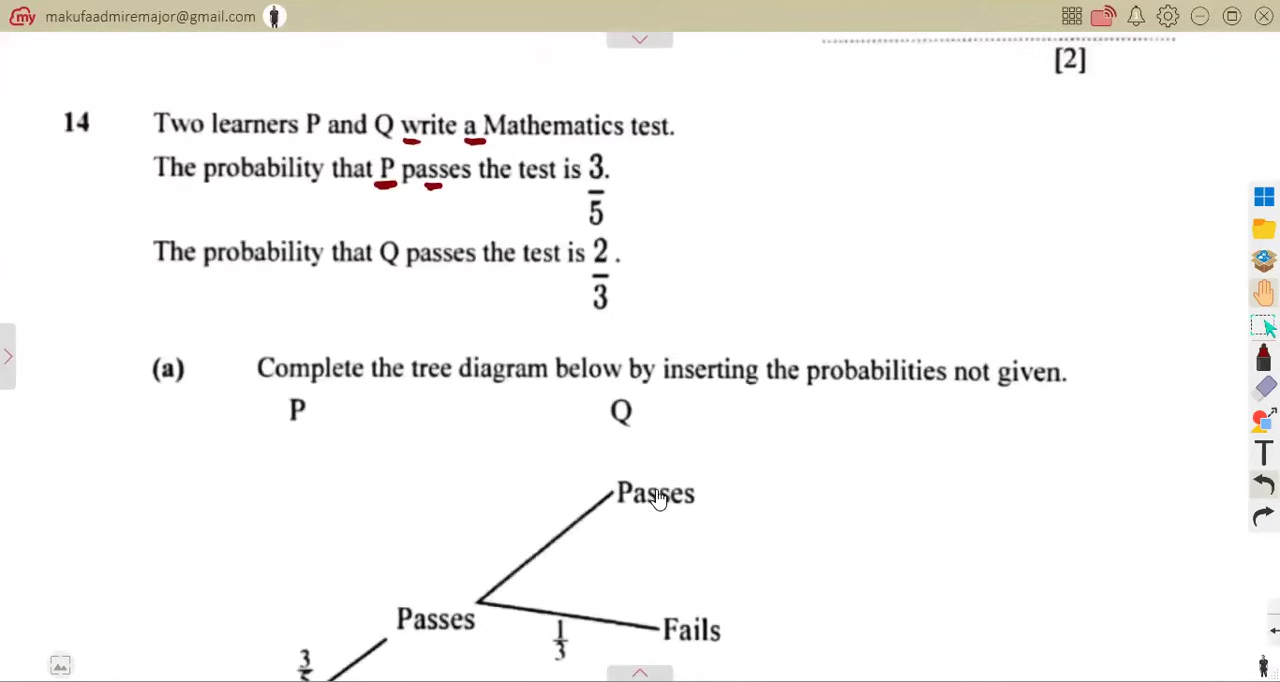 my makufaadmiremajor@gmail.com
[2]
14 Two learners P and Q write a Mathematics test.
The probability that P passes the test is 3/5.
The probability that Q passes the test is 2/3.
(a) Complete the tree diagram below by inserting the probabilities not given.
P Q
Passes
Passes
1/3
Fails
3/5
T